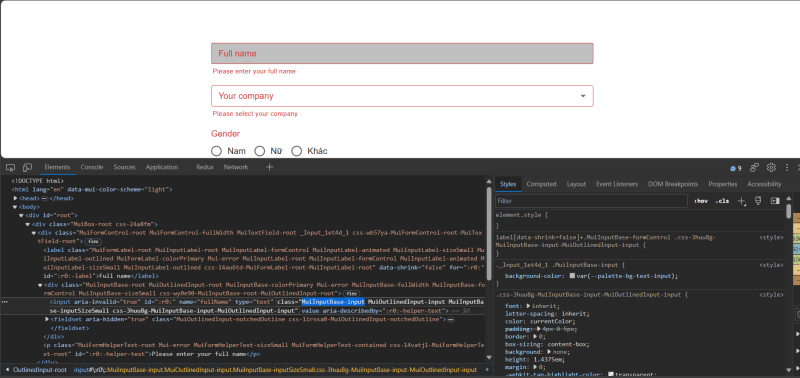 Full name
Please enter your full name
Your company
Please select your company
Gender
Nam Nữ Khác
Elements Console Sources Application Redux Network + 9
<!DOCTYPE html>
<html lang="en" data-mui-color-scheme="light">
<head> </head>
<body>
<div id="root">
<div class="MuiBox-root css-24a8fm">
<div class="MuiFormControl-root MuiFormControl-fullWidth MuiTextField-root _Input_1et4d_1 css-wb57ya-MuiFormControl-root-MuiTex
tField-root"> flex
<label class="MuiFormLabel-root MuiInputLabel-root MuiInputLabel-formControl MuiInputLabel-animated MuiInputLabel-sizeSmall M
uiInputLabel-outlined MuiFormLabel-colorPrimary Mui-error MuiInputLabel-root MuiInputLabel-formControl MuiInputLabel-animated M
uiInputLabel-sizeSmall MuiInputLabel-outlined css-14au6td-MuiFormLabel-root-MuiInputLabel-root" data-shrink="false" for=":r0:"
id=":r0:-label">Full name</label>
<div class="MuiInputBase-root MuiOutlinedInput-root MuiInputBase-colorPrimary Mui-error MuiInputBase-fullWidth MuiInputBase-fo
rmControl MuiInputBase-sizeSmall css-wy0e90-MuiInputBase-root-MuiOutlinedInput-root"> flex
<input aria-invalid="true" id=":r0:" name="fullName" type="text" class="MuiInputBase-input MuiOutlinedInput-input MuiInputBa
se-inputSizeSmall css-3huu8g-MuiInputBase-input-MuiOutlinedInput-input" value aria-describedby=":r0:-helper-text"> == $0
<fieldset aria-hidden="true" class="MuiOutlinedInput-notchedOutline css-1irsxa0-MuiOutlinedInput-notchedOutline">
</fieldset>
</div>
<p class="MuiFormHelperText-root Mui-error MuiFormHelperText-sizeSmall MuiFormHelperText-contained css-14vatj1-MuiFormHelperT
ext-root" id=":r0:-helper-text">Please enter your full name</p>
OutlinedInput-root input#\:r0\:.MuiInputBase-input.MuiOutlinedInput-input.MuiInputBase-inputSizeSmall.css-3huu8g-MuiInputBase-input-MuiOutlinedInput-input
Styles Computed Layout Event Listeners DOM Breakpoints Properties Accessibility
Filter :hov .cls +
element.style {
}
label[data-shrink=false]+.MuiInputBase-formControl .css-3huu8g- <style>
MuiInputBase-input-MuiOutlinedInput-input {
}
._Input_1et4d_1 .MuiInputBase-input { <style>
background-color: var(--palette-bg-text-input);
}
.css-3huu8g-MuiInputBase-input-MuiOutlinedInput-input { <style>
font: inherit;
letter-spacing: inherit;
color: currentColor;
padding: 4px 0 5px;
border: 0;
box-sizing: content-box;
background: none;
height: 1.4375em;
margin: 0;
-webkit-tap-highlight-color: transparent;